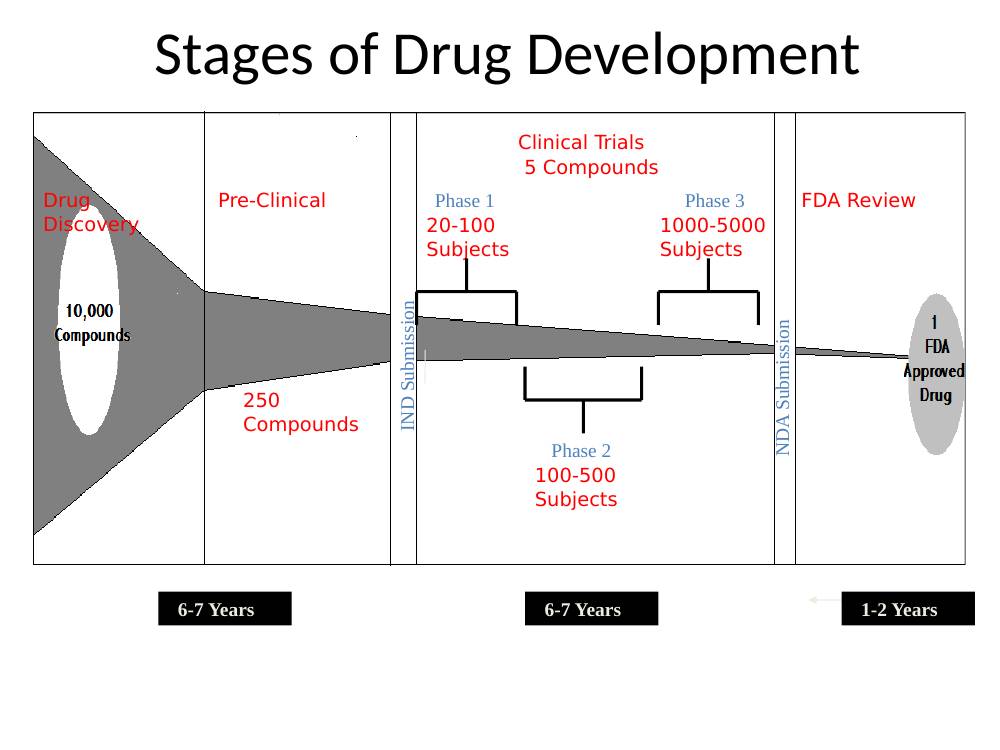 Stages of Drug Development
Drug
Discovery
10,000
Compounds
Pre-Clinical
250
Compounds
IND Submission
Clinical Trials
5 Compounds
Phase 1
20-100
Subjects
Phase 2
100-500
Subjects
Phase 3
1000-5000
Subjects
NDA Submission
FDA Review
1
FDA
Approved
Drug
6-7 Years
6-7 Years
1-2 Years